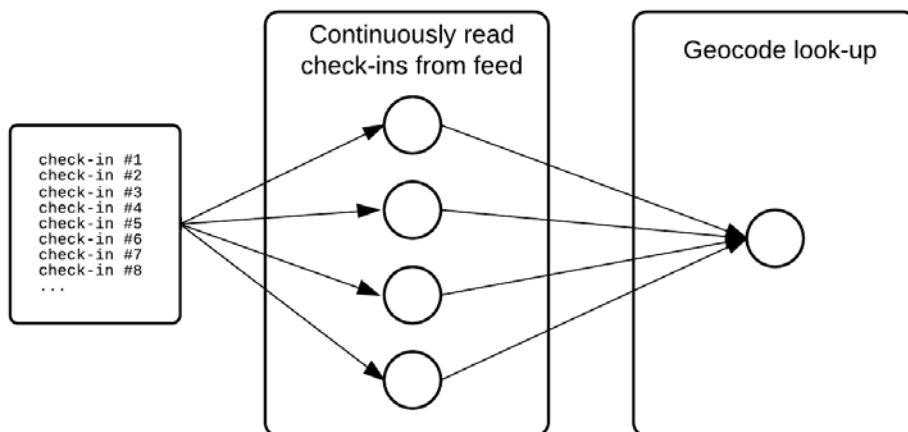 Continuously read
check-ins from feed
Geocode look-up
check-in #1
check-in #2
check-in #3
check-in #4
check-in #5
check-in #6
check-in #7
check-in #8
...